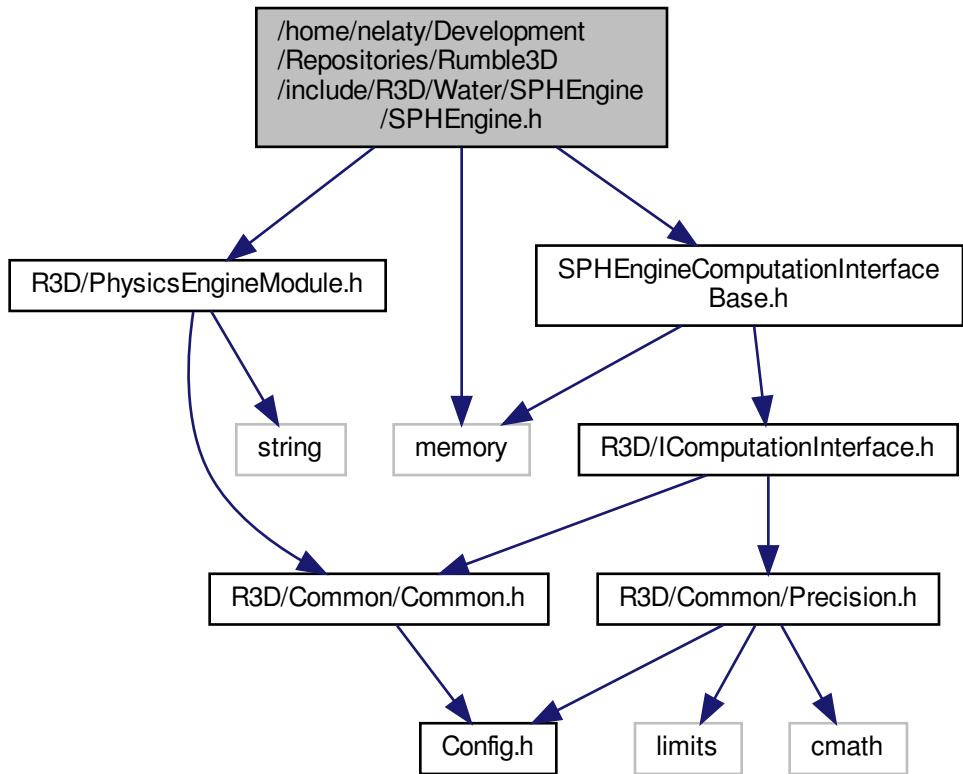 /home/nelaty/Development
/Repositories/Rumble3D
/include/R3D/Water/SPHEngine
/SPHEngine.h
R3D/PhysicsEngineModule.h
SPHEngineComputationInterface
Base.h
string
memory
R3D/IComputationInterface.h
R3D/Common/Common.h
R3D/Common/Precision.h
Config.h
limits
cmath